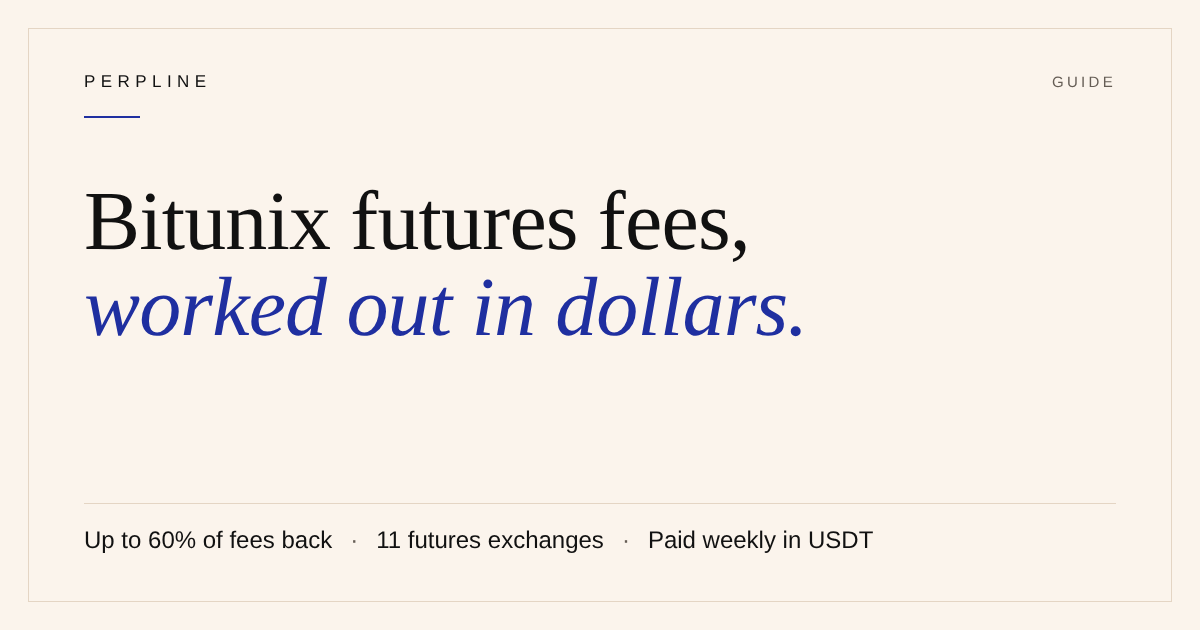 PERPLINE
GUIDE
Bitunix futures fees,
worked out in dollars.
Up to 60% of fees back · 11 futures exchanges · Paid weekly in USDT